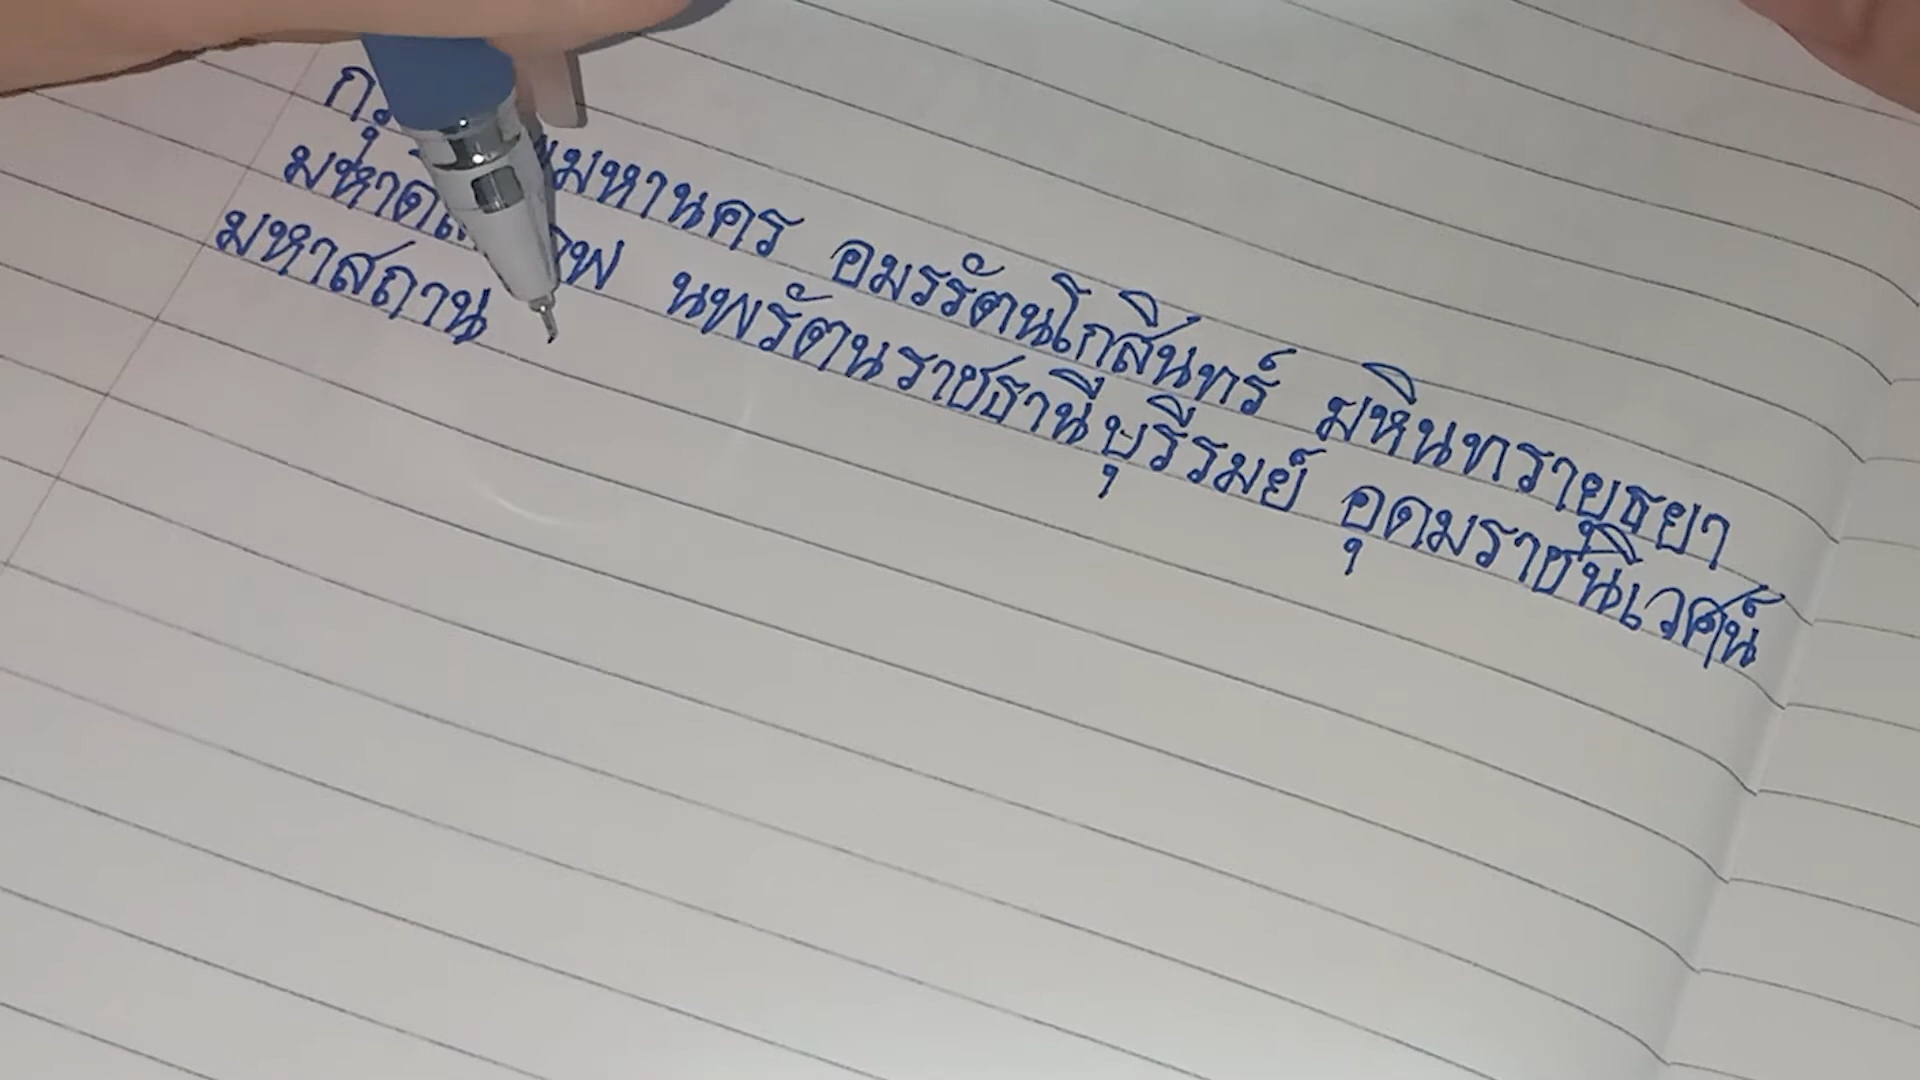 มหานคร อมรรัตนโกสินทร์ มหินทรายุธยา
นพรัตนราชธานีบุรีรมย์ อุดมราชนิเวศน์
มหาสถาน